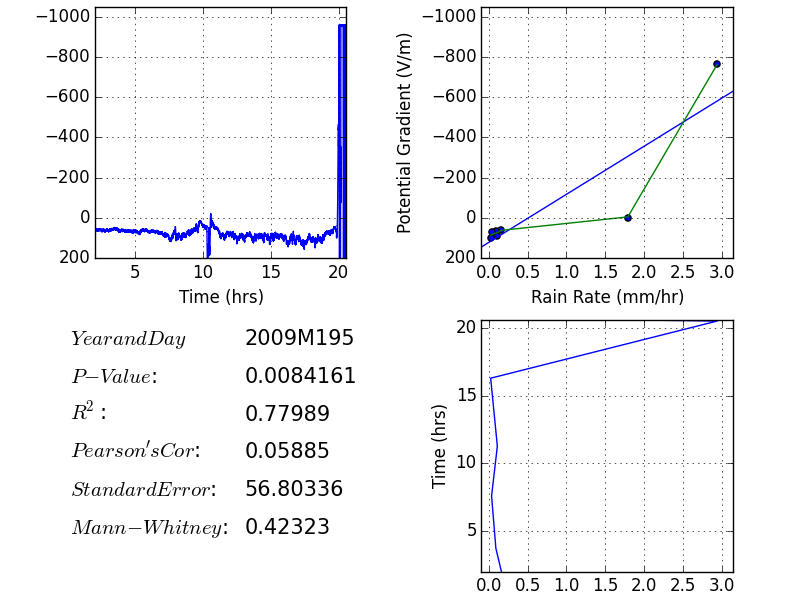 −1000
−800
−600
−400
−200
0
200
5 10 15 20
Time (hrs)
Potential Gradient (V/m)
−1000
−800
−600
−400
−200
0
200
0.0 0.5 1.0 1.5 2.0 2.5 3.0
Rain Rate (mm/hr)
YearandDay 2009M195
P−Value: 0.0084161
R²: 0.77989
Pearson'sCor: 0.05885
StandardError: 56.80336
Mann−Whitney: 0.42323
Time (hrs)
20
15
10
5
0.0 0.5 1.0 1.5 2.0 2.5 3.0